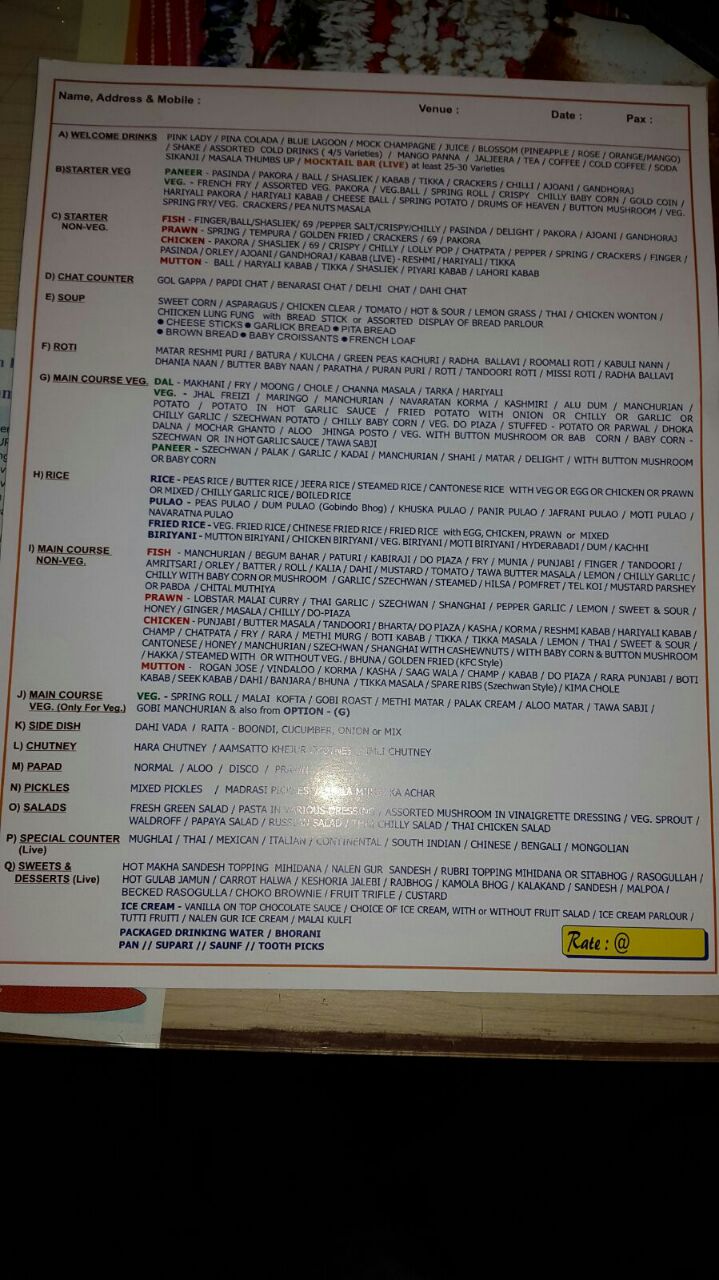 Name, Address & Mobile :
Venue :
Date :
Pax :
A) WELCOME DRINKS PINK LADY / PINA COLADA / BLUE LAGOON / MOCK CHAMPAGNE / JUICE / BLOSSOM (PINEAPPLE / ROSE / ORANGE/MANGO)
/ SHAKE / ASSORTED COLD DRINKS ( 4/5 Varieties) / MANGO PANNA / JALJEERA / TEA / COFFEE / COLD COFFEE / SODA
SIKANJI / MASALA THUMBS UP / MOCKTAIL BAR (LIVE) at least 25-30 Varieties
B)STARTER VEG PANEER - PASINDA / PAKORA / BALL / SHASLIEK / KABAB / TIKKA / CRACKERS / CHILLI / AJOANI / GANDHORAJ
VEG. - FRENCH FRY / ASSORTED VEG. PAKORA / VEG.BALL / SPRING ROLL / CRISPY CHILLY BABY CORN / GOLD COIN /
HARIYALI PAKORA / HARIYALI KABAB / CHEESE BALL / SPRING POTATO / DRUMS OF HEAVEN / BUTTON MUSHROOM / VEG.
SPRING FRY/ VEG. CRACKERS / PEA NUTS MASALA
C) STARTER NON-VEG. FISH - FINGER/BALL/SHASLIEK/ 69 /PEPPER SALT/CRISPY/CHILLY / PASINDA / DELIGHT / PAKORA / AJOANI / GANDHORAJ
PRAWN - SPRING / TEMPURA / GOLDEN FRIED / CRACKERS / 69 / PAKORA
CHICKEN - PAKORA / SHASLIEK / 69 / CRISPY / CHILLY / LOLLY POP / CHATPATA / PEPPER / SPRING / CRACKERS / FINGER /
PASINDA / ORLEY / AJOANI / GANDHORAJ / KABAB (LIVE) - RESHMI / HARIYALI / TIKKA
MUTTON - BALL / HARYALI KABAB / TIKKA / SHASLIEK / PIYARI KABAB / LAHORI KABAB
D) CHAT COUNTER GOL GAPPA / PAPDI CHAT / BENARASI CHAT / DELHI CHAT / DAHI CHAT
E) SOUP SWEET CORN / ASPARAGUS / CHICKEN CLEAR / TOMATO / HOT & SOUR / LEMON GRASS / THAI / CHICKEN WONTON /
CHIICKEN LUNG FUNG with BREAD STICK or ASSORTED DISPLAY OF BREAD PARLOUR
● CHEESE STICKS ● GARLICK BREAD ● PITA BREAD
● BROWN BREAD ● BABY CROISSANTS ● FRENCH LOAF
F) ROTI MATAR RESHMI PURI / BATURA / KULCHA / GREEN PEAS KACHURI / RADHA BALLAVI / ROOMALI ROTI / KABULI NANN /
DHANIA NAAN / BUTTER BABY NAAN / PARATHA / PURAN PURI / ROTI / TANDOORI ROTI / MISSI ROTI / RADHA BALLAVI
G) MAIN COURSE VEG. DAL - MAKHANI / FRY / MOONG / CHOLE / CHANNA MASALA / TARKA / HARIYALI
VEG. - JHAL FREIZI / MARINGO / MANCHURIAN / NAVARATAN KORMA / KASHMIRI / ALU DUM / MANCHURIAN /
POTATO / POTATO IN HOT GARLIC SAUCE / FRIED POTATO WITH ONION OR CHILLY OR GARLIC OR
CHILLY GARLIC / SZECHWAN POTATO / CHILLY BABY CORN / VEG. DO PIAZA / STUFFED - POTATO OR PARWAL / DHOKA
DALNA / MOCHAR GHANTO / ALOO JHINGA POSTO / VEG. WITH BUTTON MUSHROOM OR BAB CORN / BABY CORN -
SZECHWAN OR IN HOT GARLIC SAUCE / TAWA SABJI
PANEER - SZECHWAN / PALAK / GARLIC / KADAI / MANCHURIAN / SHAHI / MATAR / DELIGHT / WITH BUTTON MUSHROOM
OR BABY CORN
H) RICE RICE - PEAS RICE / BUTTER RICE / JEERA RICE / STEAMED RICE / CANTONESE RICE WITH VEG OR EGG OR CHICKEN OR PRAWN
OR MIXED / CHILLY GARLIC RICE / BOILED RICE
PULAO - PEAS PULAO / DUM PULAO (Gobindo Bhog) / KHUSKA PULAO / PANIR PULAO / JAFRANI PULAO / MOTI PULAO /
NAVARATNA PULAO
FRIED RICE - VEG. FRIED RICE / CHINESE FRIED RICE / FRIED RICE with EGG, CHICKEN, PRAWN or MIXED
BIRIYANI - MUTTON BIRIYANI / CHICKEN BIRIYANI / VEG. BIRIYANI / MOTI BIRIYANI / HYDERABADI / DUM / KACHHI
I) MAIN COURSE NON-VEG. FISH - MANCHURIAN / BEGUM BAHAR / PATURI / KABIRAJI / DO PIAZA / FRY / MUNIA / PUNJABI / FINGER / TANDOORI /
AMRITSARI / ORLEY / BATTER / ROLL / KALIA / DAHI / MUSTARD / TOMATO / TAWA BUTTER MASALA / LEMON / CHILLY GARLIC /
CHILLY WITH BABY CORN OR MUSHROOM / GARLIC / SZECHWAN / STEAMED / HILSA / POMFRET / TEL KOI / MUSTARD PARSHEY
OR PABDA / CHITAL MUTHIYA
PRAWN - LOBSTAR MALAI CURRY / THAI GARLIC / SZECHWAN / SHANGHAI / PEPPER GARLIC / LEMON / SWEET & SOUR /
HONEY / GINGER / MASALA / CHILLY / DO-PIAZA
CHICKEN - PUNJABI / BUTTER MASALA / TANDOORI / BHARTA/ DO PIAZA / KASHA / KORMA / RESHMI KABAB / HARIYALI KABAB /
CHAMP / CHATPATA / FRY / RARA / METHI MURG / BOTI KABAB / TIKKA / TIKKA MASALA / LEMON / THAI / SWEET & SOUR /
CANTONESE / HONEY / MANCHURIAN / SZECHWAN / SHANGHAI WITH CASHEWNUTS / WITH BABY CORN & BUTTON MUSHROOM
/ HAKKA / STEAMED WITH OR WITHOUT VEG. / BHUNA / GOLDEN FRIED (KFC Style)
MUTTON - ROGAN JOSE / VINDALOO / KORMA / KASHA / SAAG WALA / CHAMP / KABAB / DO PIAZA / RARA PUNJABI / BOTI
KABAB / SEEK KABAB / DAHI / BANJARA / BHUNA / TIKKA MASALA / SPARE RIBS (Szechwan Style) / KIMA CHOLE
J) MAIN COURSE VEG. (Only For Veg.) VEG. - SPRING ROLL / MALAI KOFTA / GOBI ROAST / METHI MATAR / PALAK CREAM / ALOO MATAR / TAWA SABJI /
GOBI MANCHURIAN & also from OPTION - (G)
K) SIDE DISH DAHI VADA / RAITA - BOONDI, CUCUMBER, ONION or MIX
L) CHUTNEY HARA CHUTNEY / AAMSATTO KHEJUR CHUTNEY / IMLI CHUTNEY
M) PAPAD NORMAL / ALOO / DISCO /
N) PICKLES MIXED PICKLES / MADRASI PICKLES / KA ACHAR
O) SALADS FRESH GREEN SALAD / PASTA IN VARIOUS DRESSING / ASSORTED MUSHROOM IN VINAIGRETTE DRESSING / VEG. SPROUT /
WALDROFF / PAPAYA SALAD / RUSSIAN SALAD / THAI CHILLY SALAD / THAI CHICKEN SALAD
P) SPECIAL COUNTER (Live) MUGHLAI / THAI / MEXICAN / ITALIAN / CONTINENTAL / SOUTH INDIAN / CHINESE / BENGALI / MONGOLIAN
Q) SWEETS & DESSERTS (Live) HOT MAKHA SANDESH TOPPING MIHIDANA / NALEN GUR SANDESH / RUBRI TOPPING MIHIDANA OR SITABHOG / RASOGULLAH /
HOT GULAB JAMUN / CARROT HALWA / KESHORIA JALEBI / RAJBHOG / KAMOLA BHOG / KALAKAND / SANDESH / MALPOA /
BECKED RASOGULLA / CHOKO BROWNIE / FRUIT TRIFLE / CUSTARD
ICE CREAM - VANILLA ON TOP CHOCOLATE SAUCE / CHOICE OF ICE CREAM, WITH or WITHOUT FRUIT SALAD / ICE CREAM PARLOUR /
TUTTI FRUITTI / NALEN GUR ICE CREAM / MALAI KULFI
PACKAGED DRINKING WATER / BHORANI
PAN // SUPARI // SAUNF // TOOTH PICKS
Rate : @